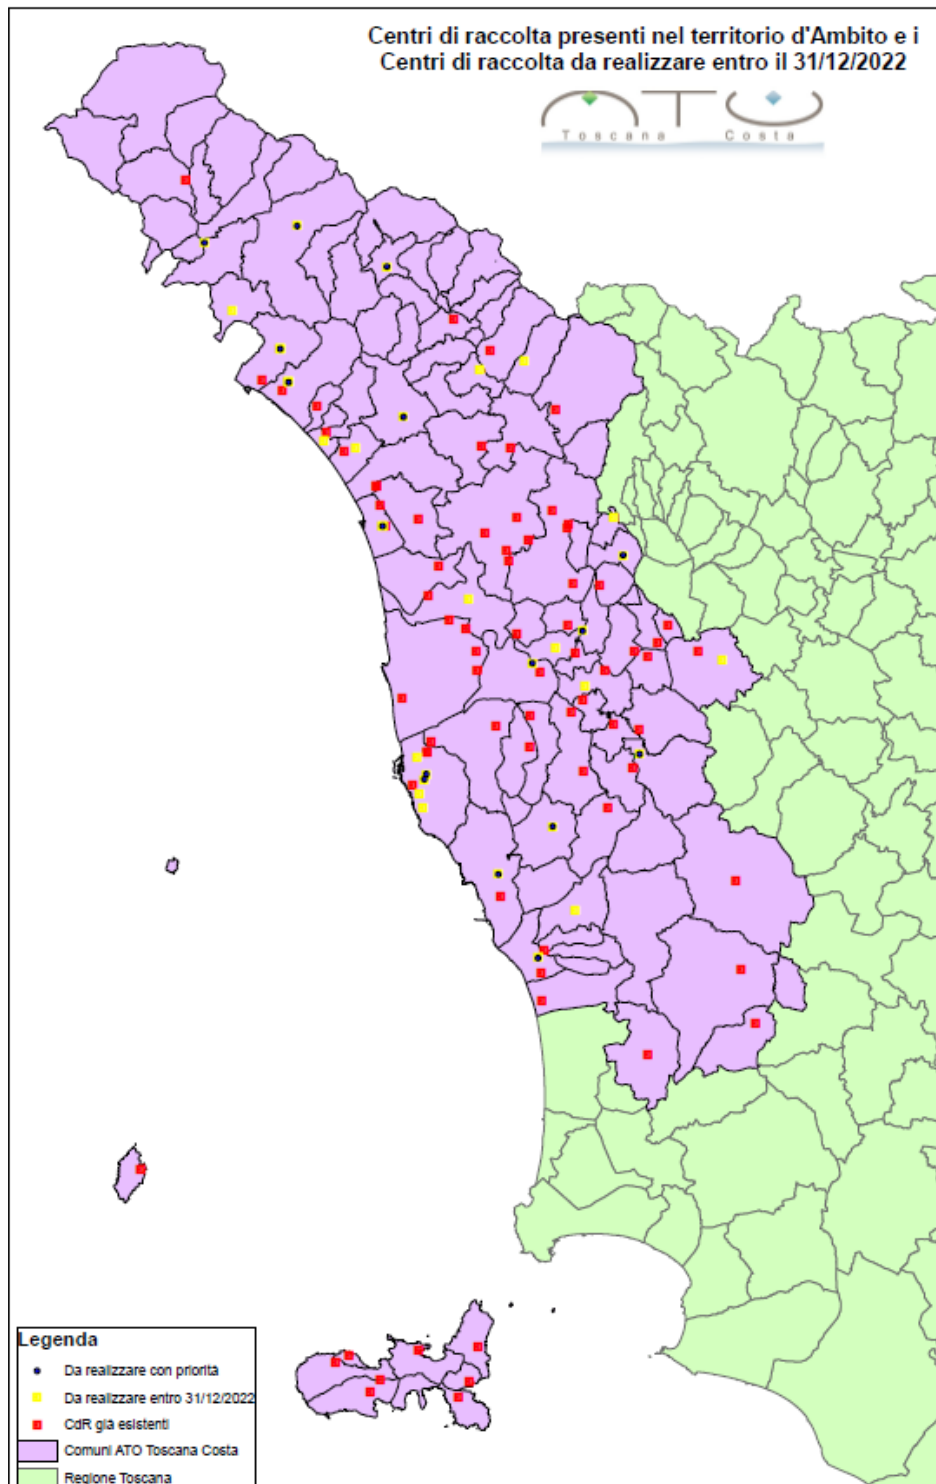 Centri di raccolta presenti nel territorio d'Ambito e i
Centri di raccolta da realizzare entro il 31/12/2022
ATO
Toscana Costa
Legenda
Da realizzare con priorità
Da realizzare entro 31/12/2022
CdR già esistenti
Comuni ATO Toscana Costa
Regione Toscana